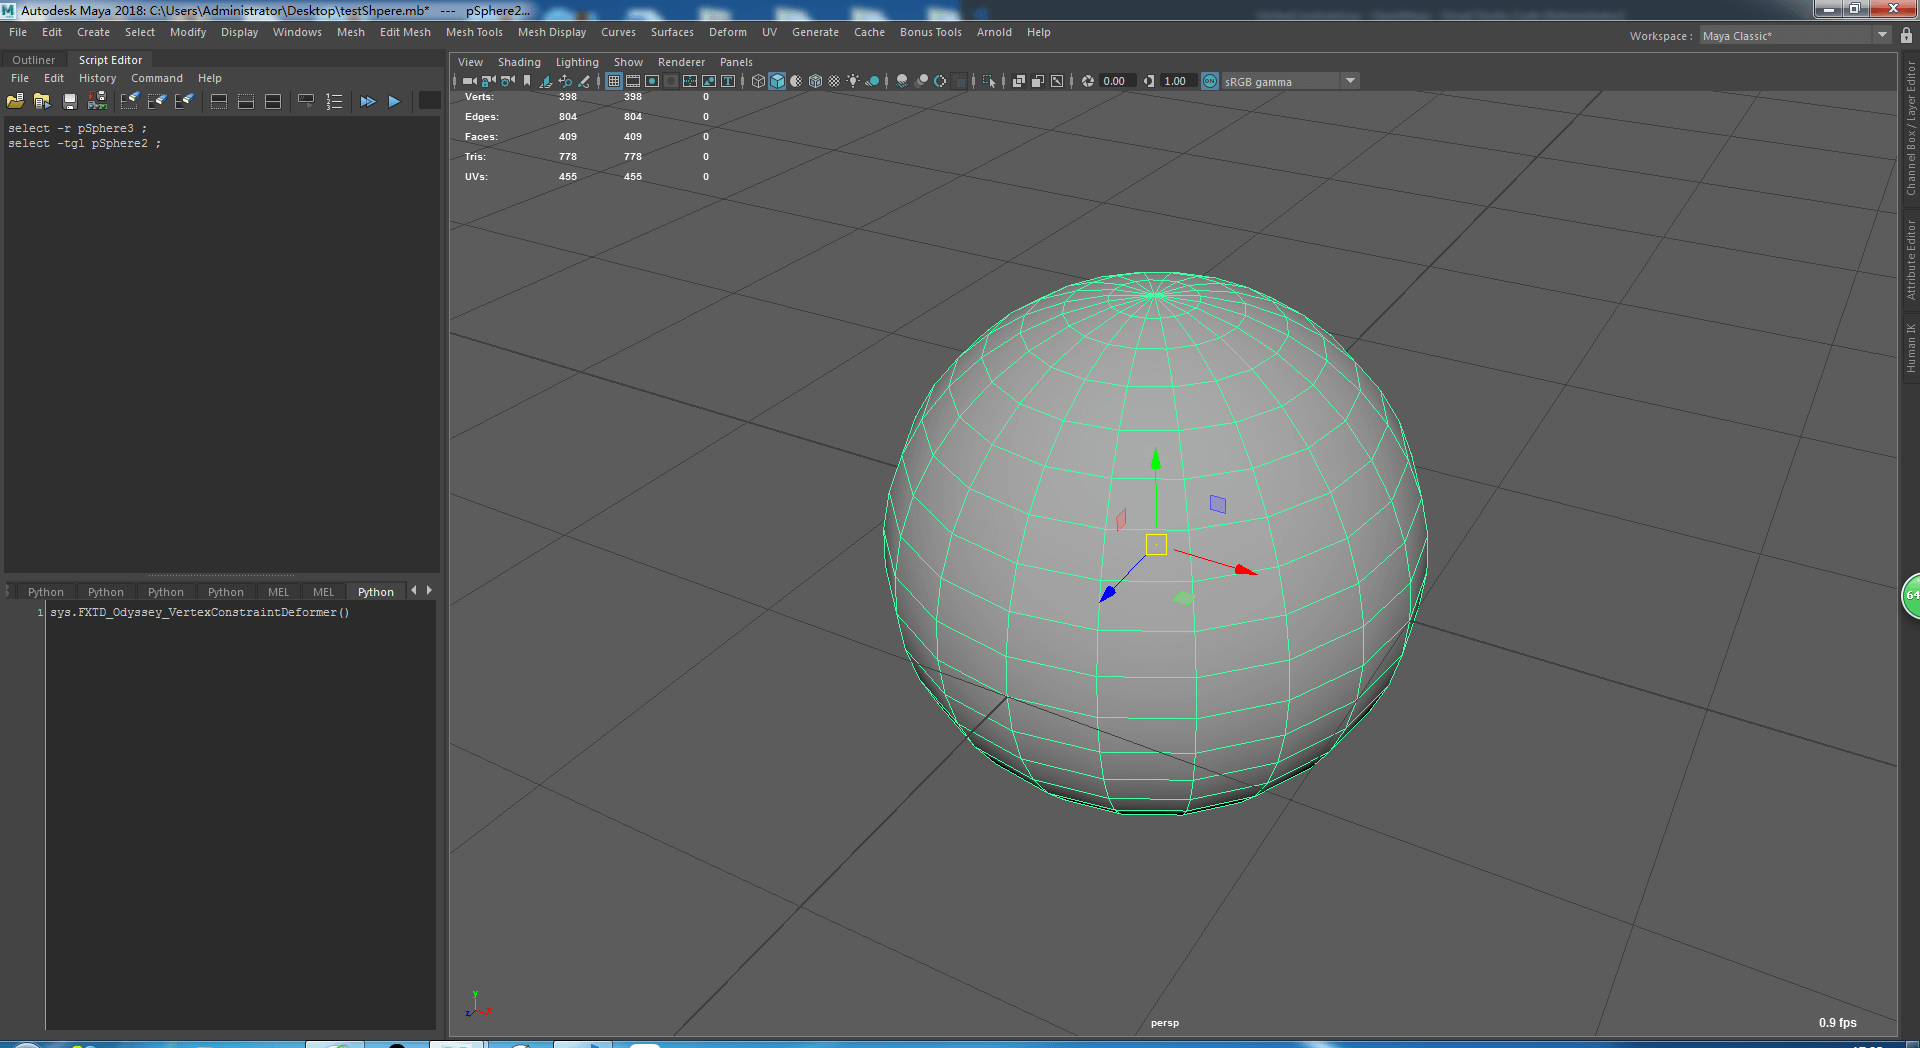 Autodesk Maya 2018: C:\Users\Administrator\Desktop\testShpere.mb* --- pSphere2...
File Edit Create Select Modify Display Windows Mesh Edit Mesh Mesh Tools Mesh Display Curves Surfaces Deform UV Generate Cache Bonus Tools Arnold Help
Workspace : Maya Classic*
Outliner Script Editor
File Edit History Command Help
View Shading Lighting Show Renderer Panels
0.00 1.00 ON sRGB gamma
select -r pSphere3 ;
select -tgl pSphere2 ;
Verts: 398 398 0
Edges: 804 804 0
Faces: 409 409 0
Tris: 778 778 0
UVs: 455 455 0
Channel Box / Layer Editor
Attribute Editor
Human IK
Python Python Python Python MEL MEL Python
1 sys.FXTD_Odyssey_VertexConstraintDeformer()
64
y
z x
persp
0.9 fps